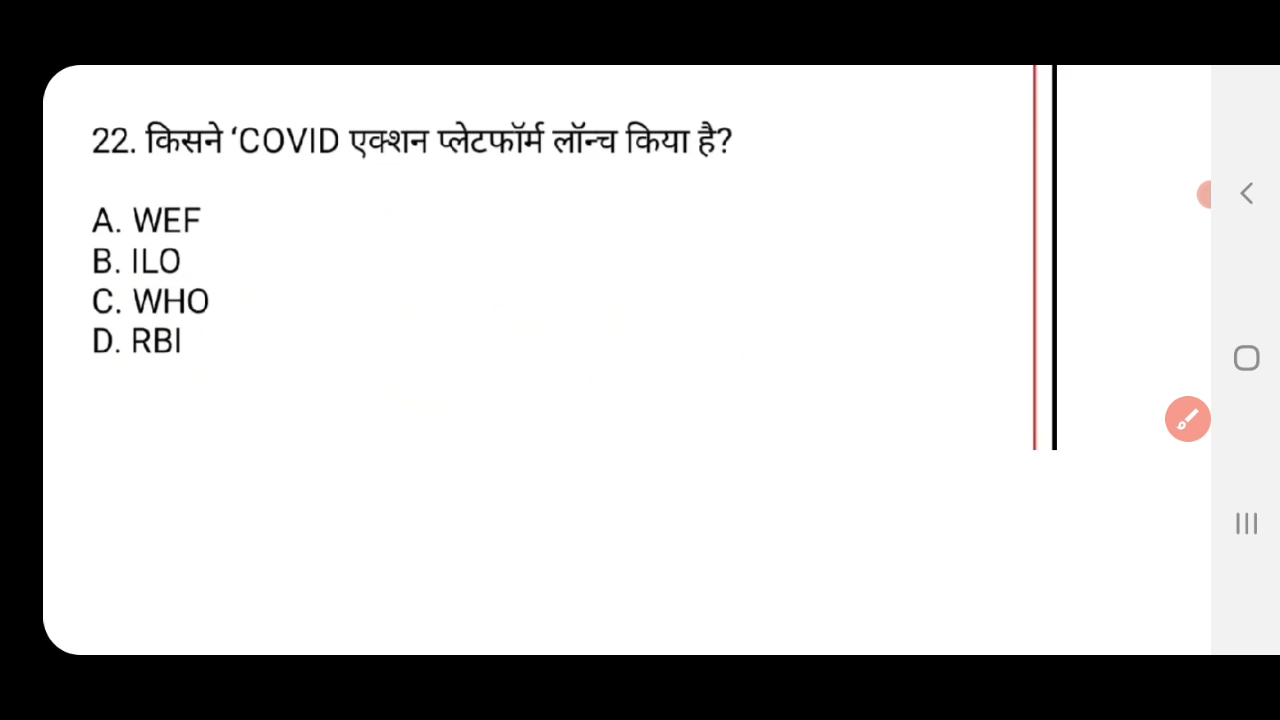 22. किसने ‘COVID एक्शन प्लेटफॉर्म लॉन्च किया है?
A. WEF
B. ILO
C. WHO
D. RBI